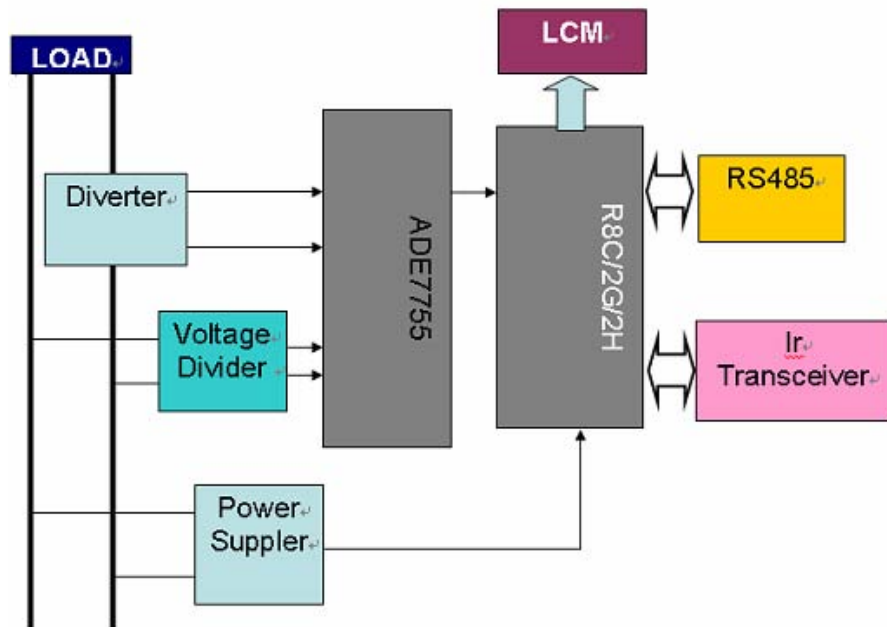 LOAD
LCM
Diverter
ADE7755
R8C/2G/2H
RS485
Voltage
Divider
Ir
Transceiver
Power
Suppler